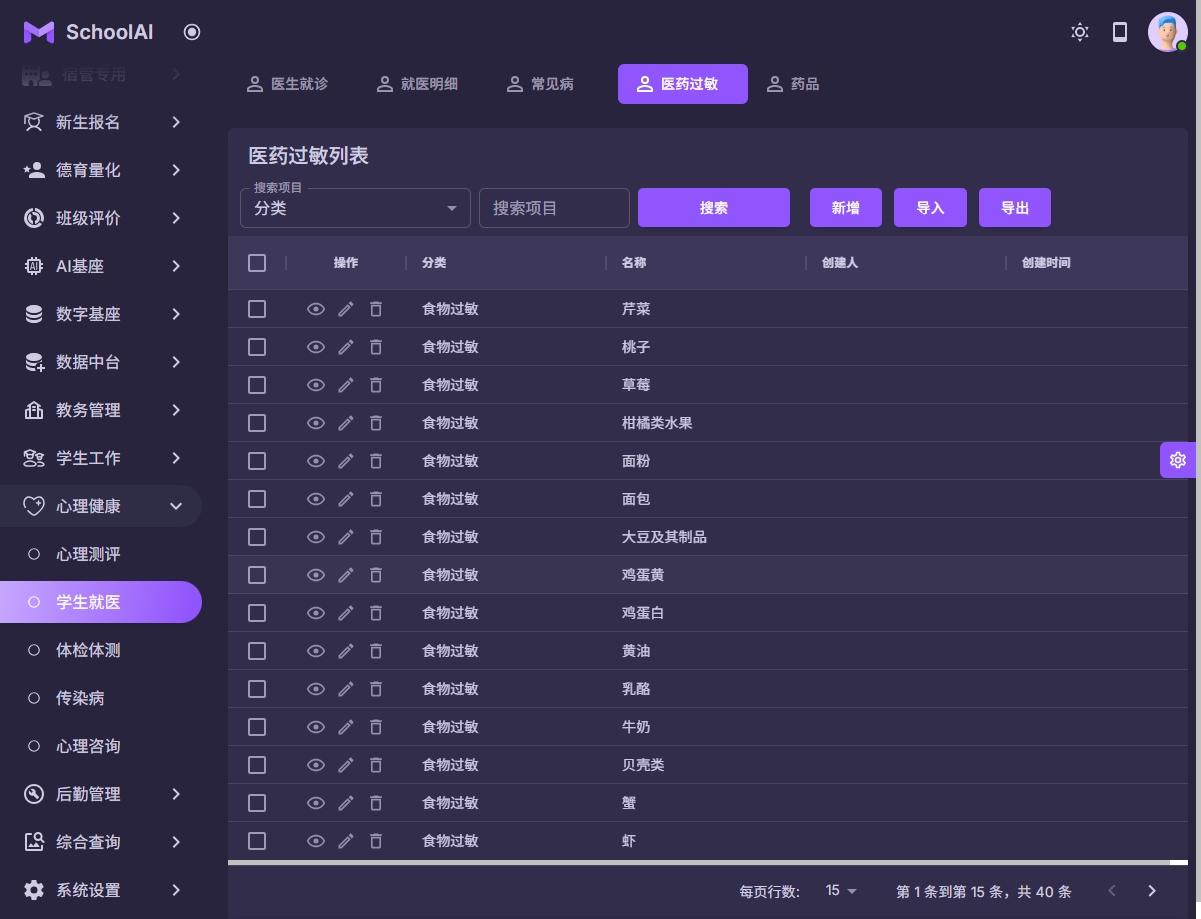 SchoolAI
宿管专用
新生报名
德育量化
班级评价
AI基座
数字基座
数据中台
教务管理
学生工作
心理健康
心理测评
学生就医
体检体测
传染病
心理咨询
后勤管理
综合查询
系统设置
医生就诊 就医明细 常见病 医药过敏 药品
医药过敏列表
搜索项目
分类 搜索项目 搜索 新增 导入 导出
操作 分类 名称 创建人 创建时间
食物过敏 芹菜
食物过敏 桃子
食物过敏 草莓
食物过敏 柑橘类水果
食物过敏 面粉
食物过敏 面包
食物过敏 大豆及其制品
食物过敏 鸡蛋黄
食物过敏 鸡蛋白
食物过敏 黄油
食物过敏 乳酪
食物过敏 牛奶
食物过敏 贝壳类
食物过敏 蟹
食物过敏 虾
每页行数: 15 第 1 条到第 15 条，共 40 条